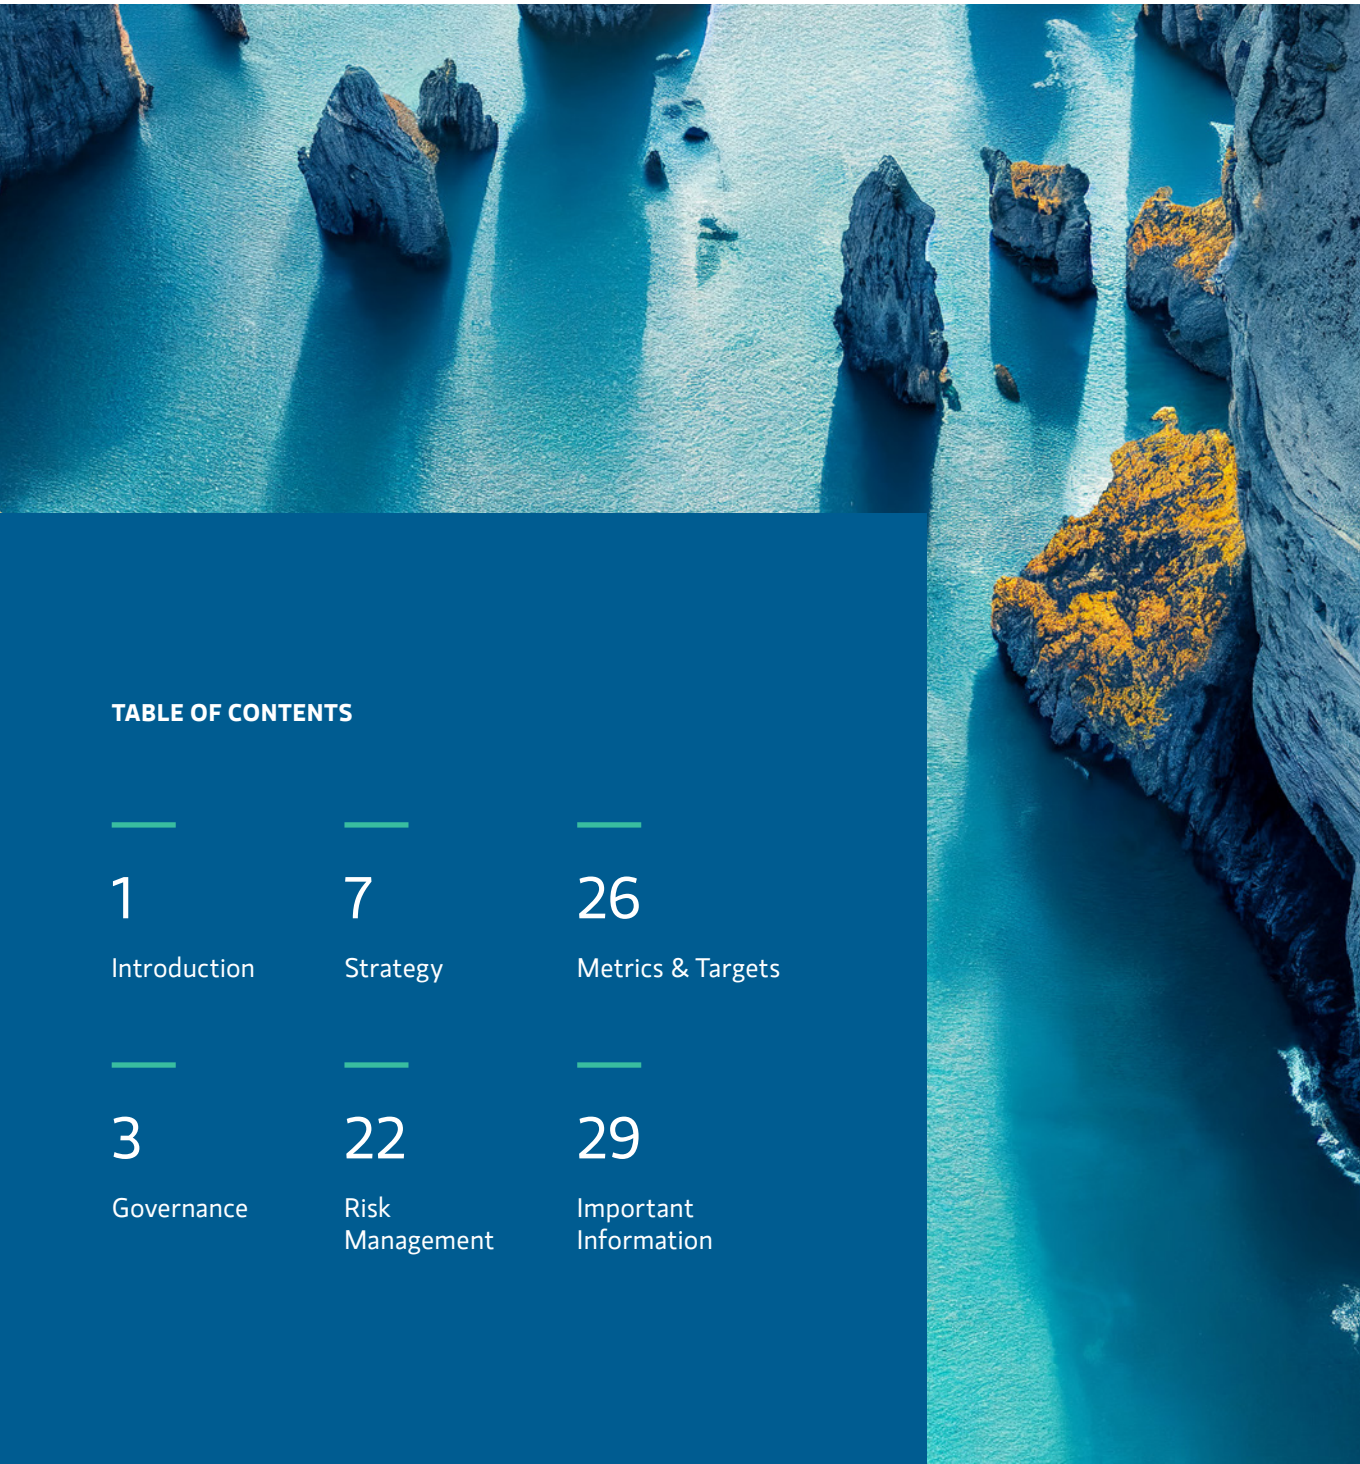 TABLE OF CONTENTS
1
Introduction
3
Governance
7
Strategy
22
Risk
Management
26
Metrics & Targets
29
Important
Information